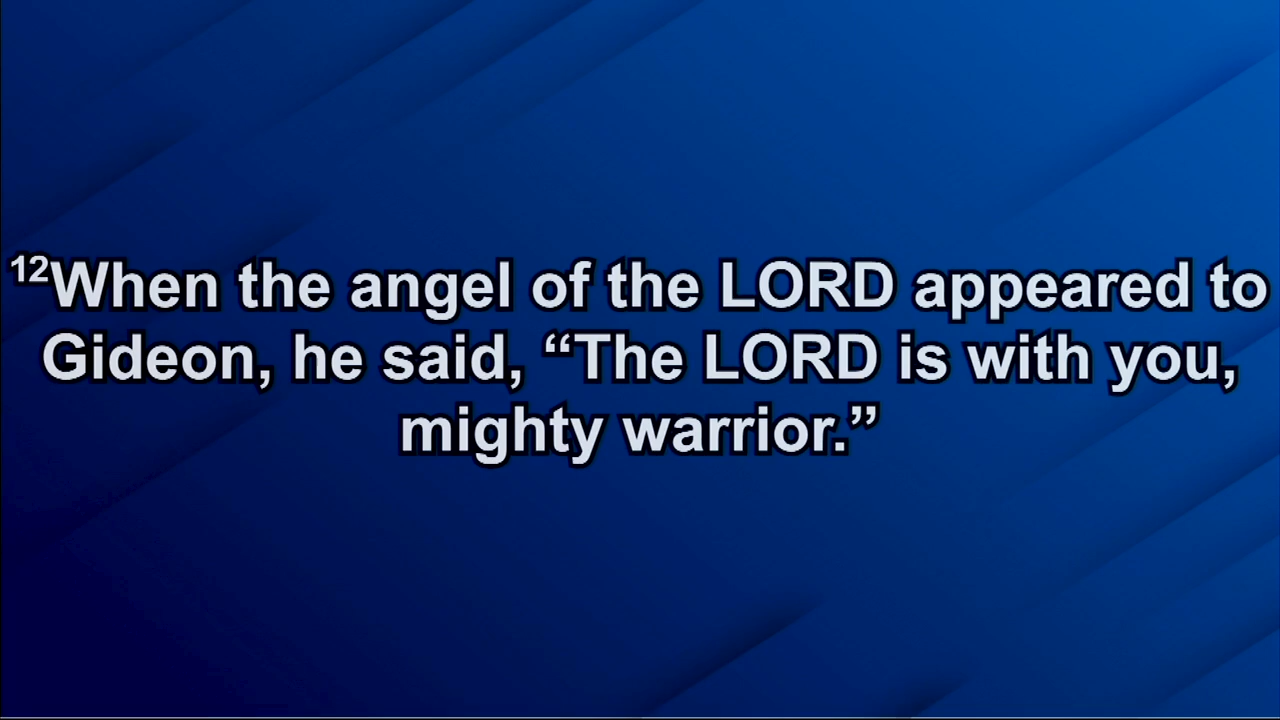 ¹²When the angel of the LORD appeared to
Gideon, he said, “The LORD is with you,
mighty warrior.”